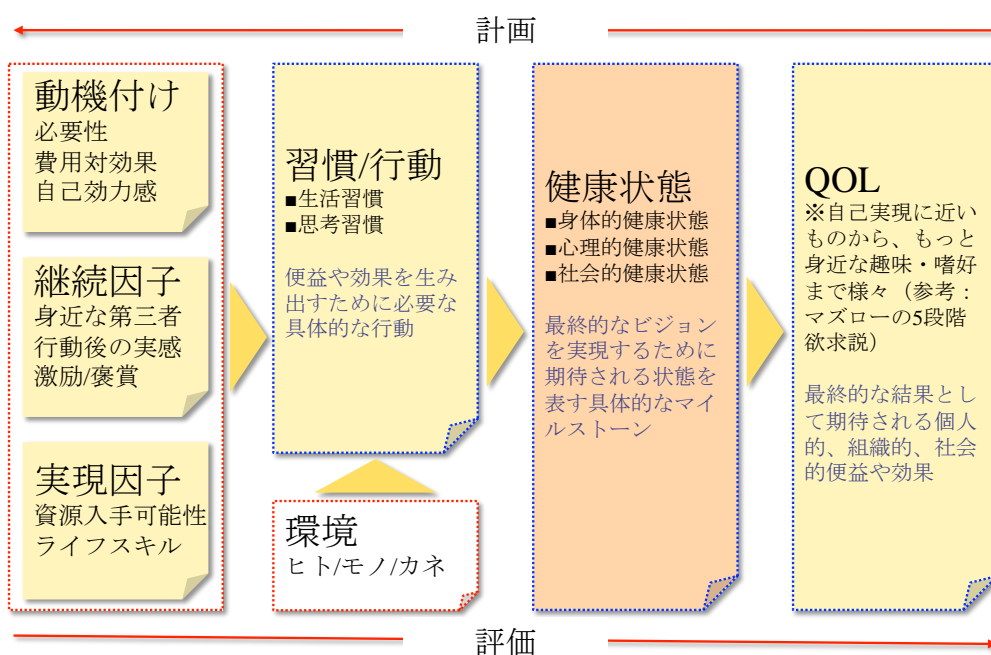 計画
動機付け
必要性
費用対効果
自己効力感
継続因子
身近な第三者
行動後の実感
激励/褒賞
実現因子
資源入手可能性
ライフスキル
習慣/行動
■生活習慣
■思考習慣
便益や効果を生み
出すために必要な
具体的な行動
環境
ヒト/モノ/カネ
健康状態
■身体的健康状態
■心理的健康状態
■社会的健康状態
最終的なビジョン
を実現するために
期待される状態を
表す具体的なマイ
ルストーン
QOL
※自己実現に近い
ものから、もっと
身近な趣味・嗜好
まで様々（参考：
マズローの5段階
欲求説）
最終的な結果とし
て期待される個人
的、組織的、社会
的便益や効果
評価